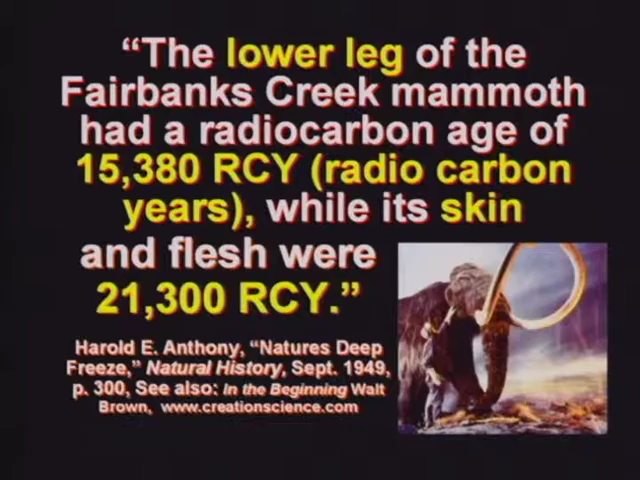 “The lower leg of the
Fairbanks Creek mammoth
had a radiocarbon age of
15,380 RCY (radio carbon
years), while its skin
and flesh were
21,300 RCY.”
Harold E. Anthony, “Natures Deep
Freeze,” Natural History, Sept. 1949,
p. 300, See also: In the Beginning Walt
Brown, www.creationscience.com